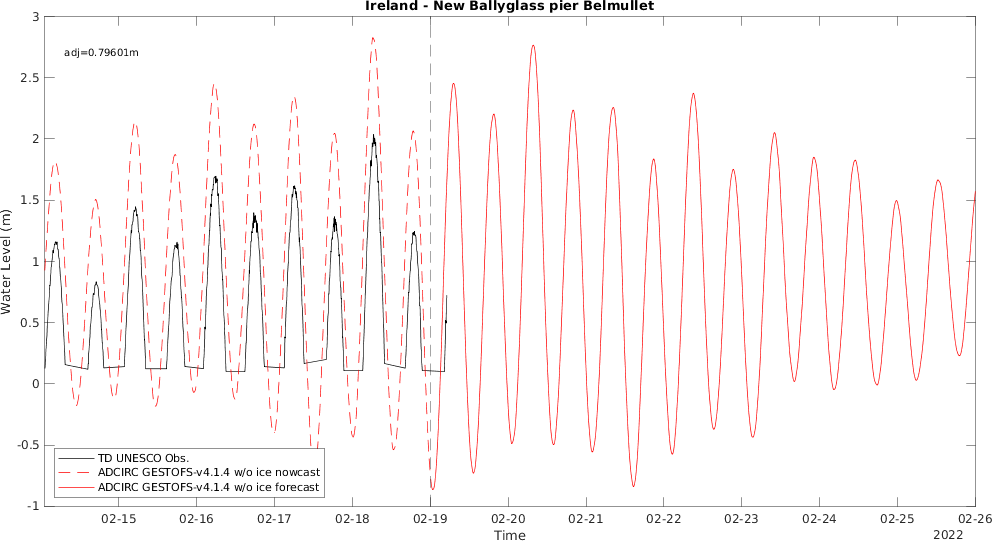 Ireland - New Ballyglass pier Belmullet
adj=0.79601m
3
2.5
2
1.5
1
0.5
0
-0.5
-1
Water Level (m)
TD UNESCO Obs.
ADCIRC GESTOFS-v4.1.4 w/o ice nowcast
ADCIRC GESTOFS-v4.1.4 w/o ice forecast
02-15 02-16 02-17 02-18 02-19 02-20 02-21 02-22 02-23 02-24 02-25 02-26
Time
2022